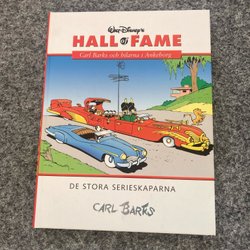 Walt Disney's
HALL OF FAME
Carl Barks och bilarna i Ankeborg
DE STORA SERIESKAPARNA
CARL BARKS